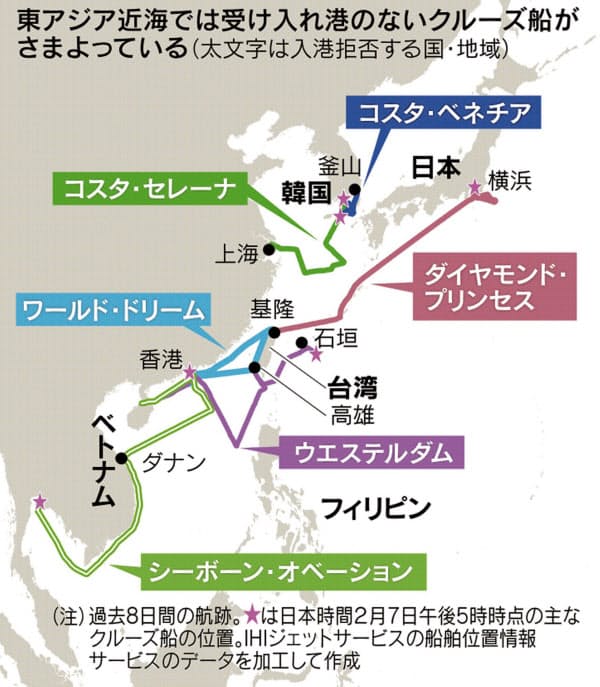 東アジア近海では受け入れ港のないクルーズ船が
さまよっている(太文字は入港拒否する国・地域)
コスタ・ベネチア
釜山
日本
横浜
韓国
コスタ・セレーナ
上海
ダイヤモンド・
プリンセス
ワールド・ドリーム
基隆
石垣
香港
台湾
高雄
ベトナム
ダナン
ウエステルダム
フィリピン
シーボーン・オベーション
(注)過去8日間の航跡。★は日本時間2月7日午後5時時点の主な
クルーズ船の位置。IHIジェットサービスの船舶位置情報
サービスのデータを加工して作成